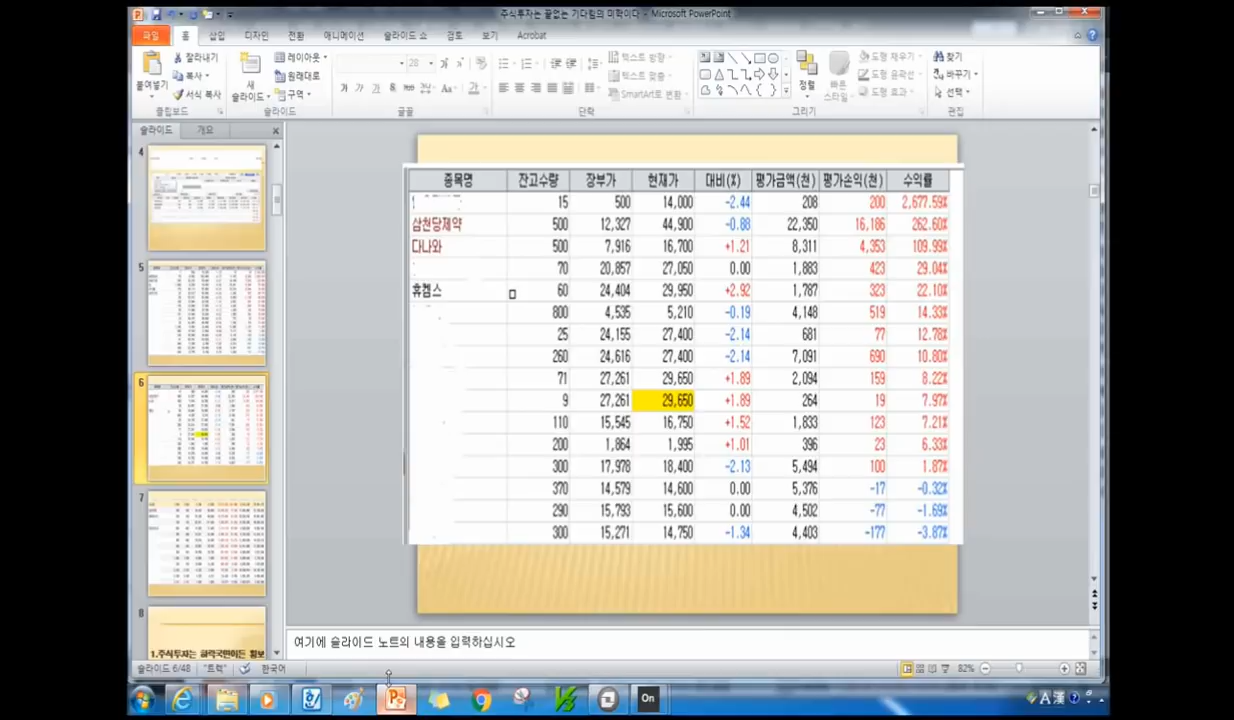 주식투자는 끝없는 기다림의 미학이다 - Microsoft PowerPoint
파일 홈 삽입 디자인 전환 애니메이션 슬라이드 쇼 검토 보기 Acrobat
붙여넣기 잘라내기 복사 서식 복사 클립보드
새 슬라이드 레이아웃 원래대로 구역 슬라이드
28 글꼴
텍스트 방향 텍스트 맞춤 SmartArt로 변환 단락
정렬 빠른 스타일 도형 채우기 도형 윤곽선 도형 효과 그리기
찾기 바꾸기 선택 편집
슬라이드 개요
4
5
6
7
8
종목명 잔고수량 장부가 현재가 대비(%) 평가금액(천) 평가손익(천) 수익률
15 500 14,000 -2.44 208 200 2,677.59%
삼천당제약 500 12,327 44,900 -0.88 22,350 16,186 262.60%
다나와 500 7,916 16,700 +1.21 8,311 4,353 109.99%
70 20,857 27,050 0.00 1,883 423 29.04%
휴켐스 60 24,404 29,950 +2.92 1,787 323 22.10%
800 4,535 5,210 -0.19 4,148 519 14.33%
25 24,155 27,400 -2.14 681 77 12.78%
260 24,616 27,400 -2.14 7,091 690 10.80%
71 27,261 29,650 +1.89 2,094 159 8.22%
9 27,261 29,650 +1.89 264 19 7.97%
110 15,545 16,750 +1.52 1,833 123 7.21%
200 1,864 1,995 +1.01 396 23 6.33%
300 17,978 18,400 -2.13 5,494 100 1.87%
370 14,579 14,600 0.00 5,376 -17 -0.32%
290 15,793 15,600 0.00 4,502 -77 -1.69%
300 15,271 14,750 -1.34 4,403 -177 -3.87%
여기에 슬라이드 노트의 내용을 입력하십시오
슬라이드 6/48 "트랙" 한국어 82%
On A 漢